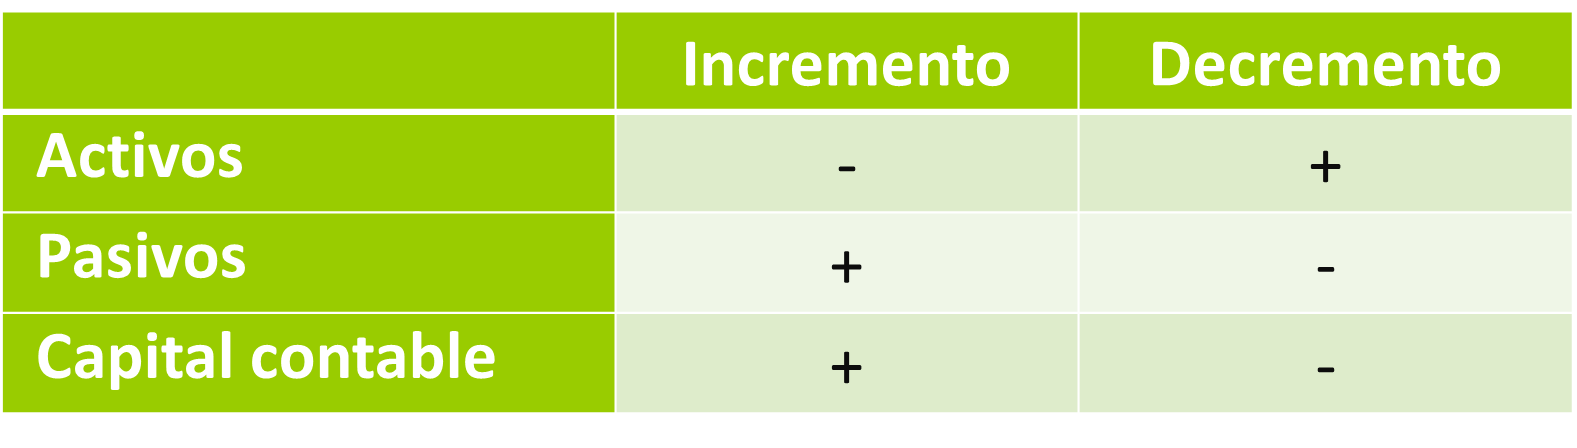 Incremento Decremento
Activos - +
Pasivos + -
Capital contable + -